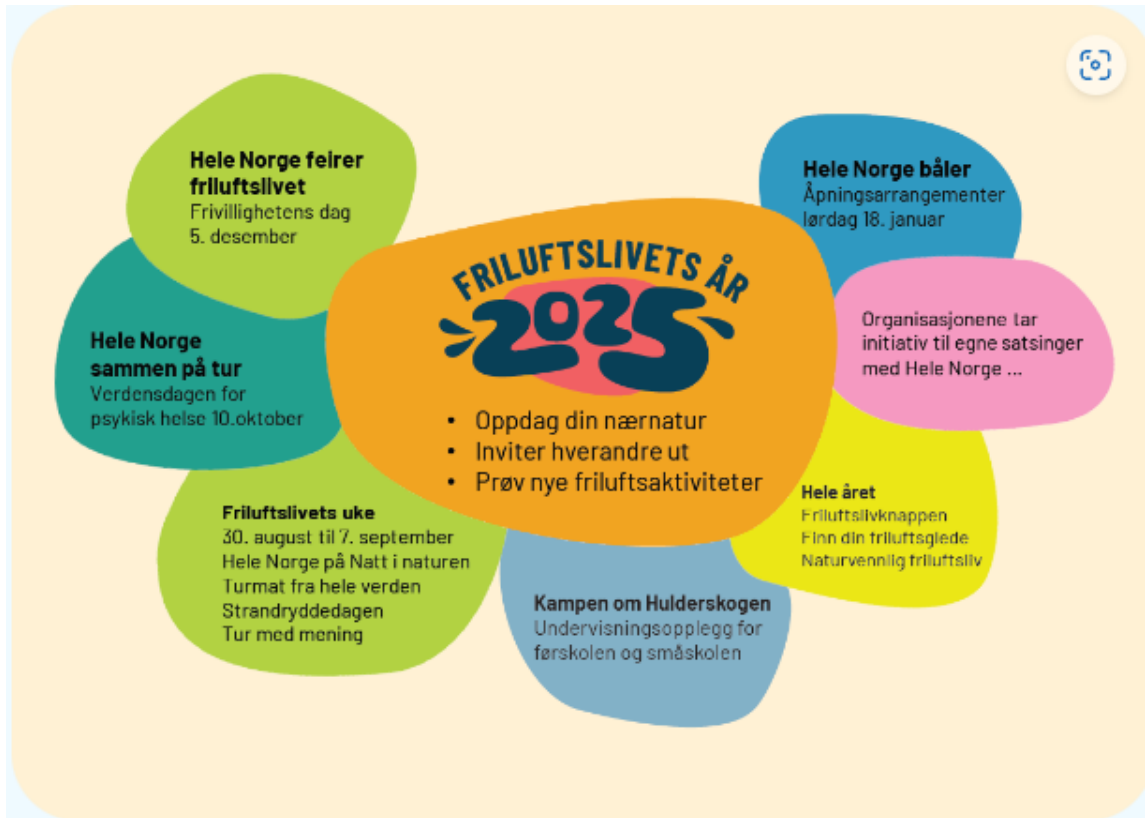 Hele Norge feirer
friluftslivet
Frivillighetens dag
5. desember
Hele Norge båler
Åpningsarrangementer
lørdag 18. januar
FRILUFTSLIVETS ÅR
2025
• Oppdag din nærnatur
• Inviter hverandre ut
• Prøv nye friluftsaktiviteter
Organisasjonene tar
initiativ til egne satsinger
med Hele Norge ...
Hele Norge
sammen på tur
Verdensdagen for
psykisk helse 10.oktober
Hele året
Friluftslivknappen
Finn din friluftsglede
Naturvennlig friluftsliv
Friluftslivets uke
30. august til 7. september
Hele Norge på Natt i naturen
Turmat fra hele verden
Strandryddedagen
Tur med mening
Kampen om Hulderskogen
Undervisningsopplegg for
førskolen og småskolen